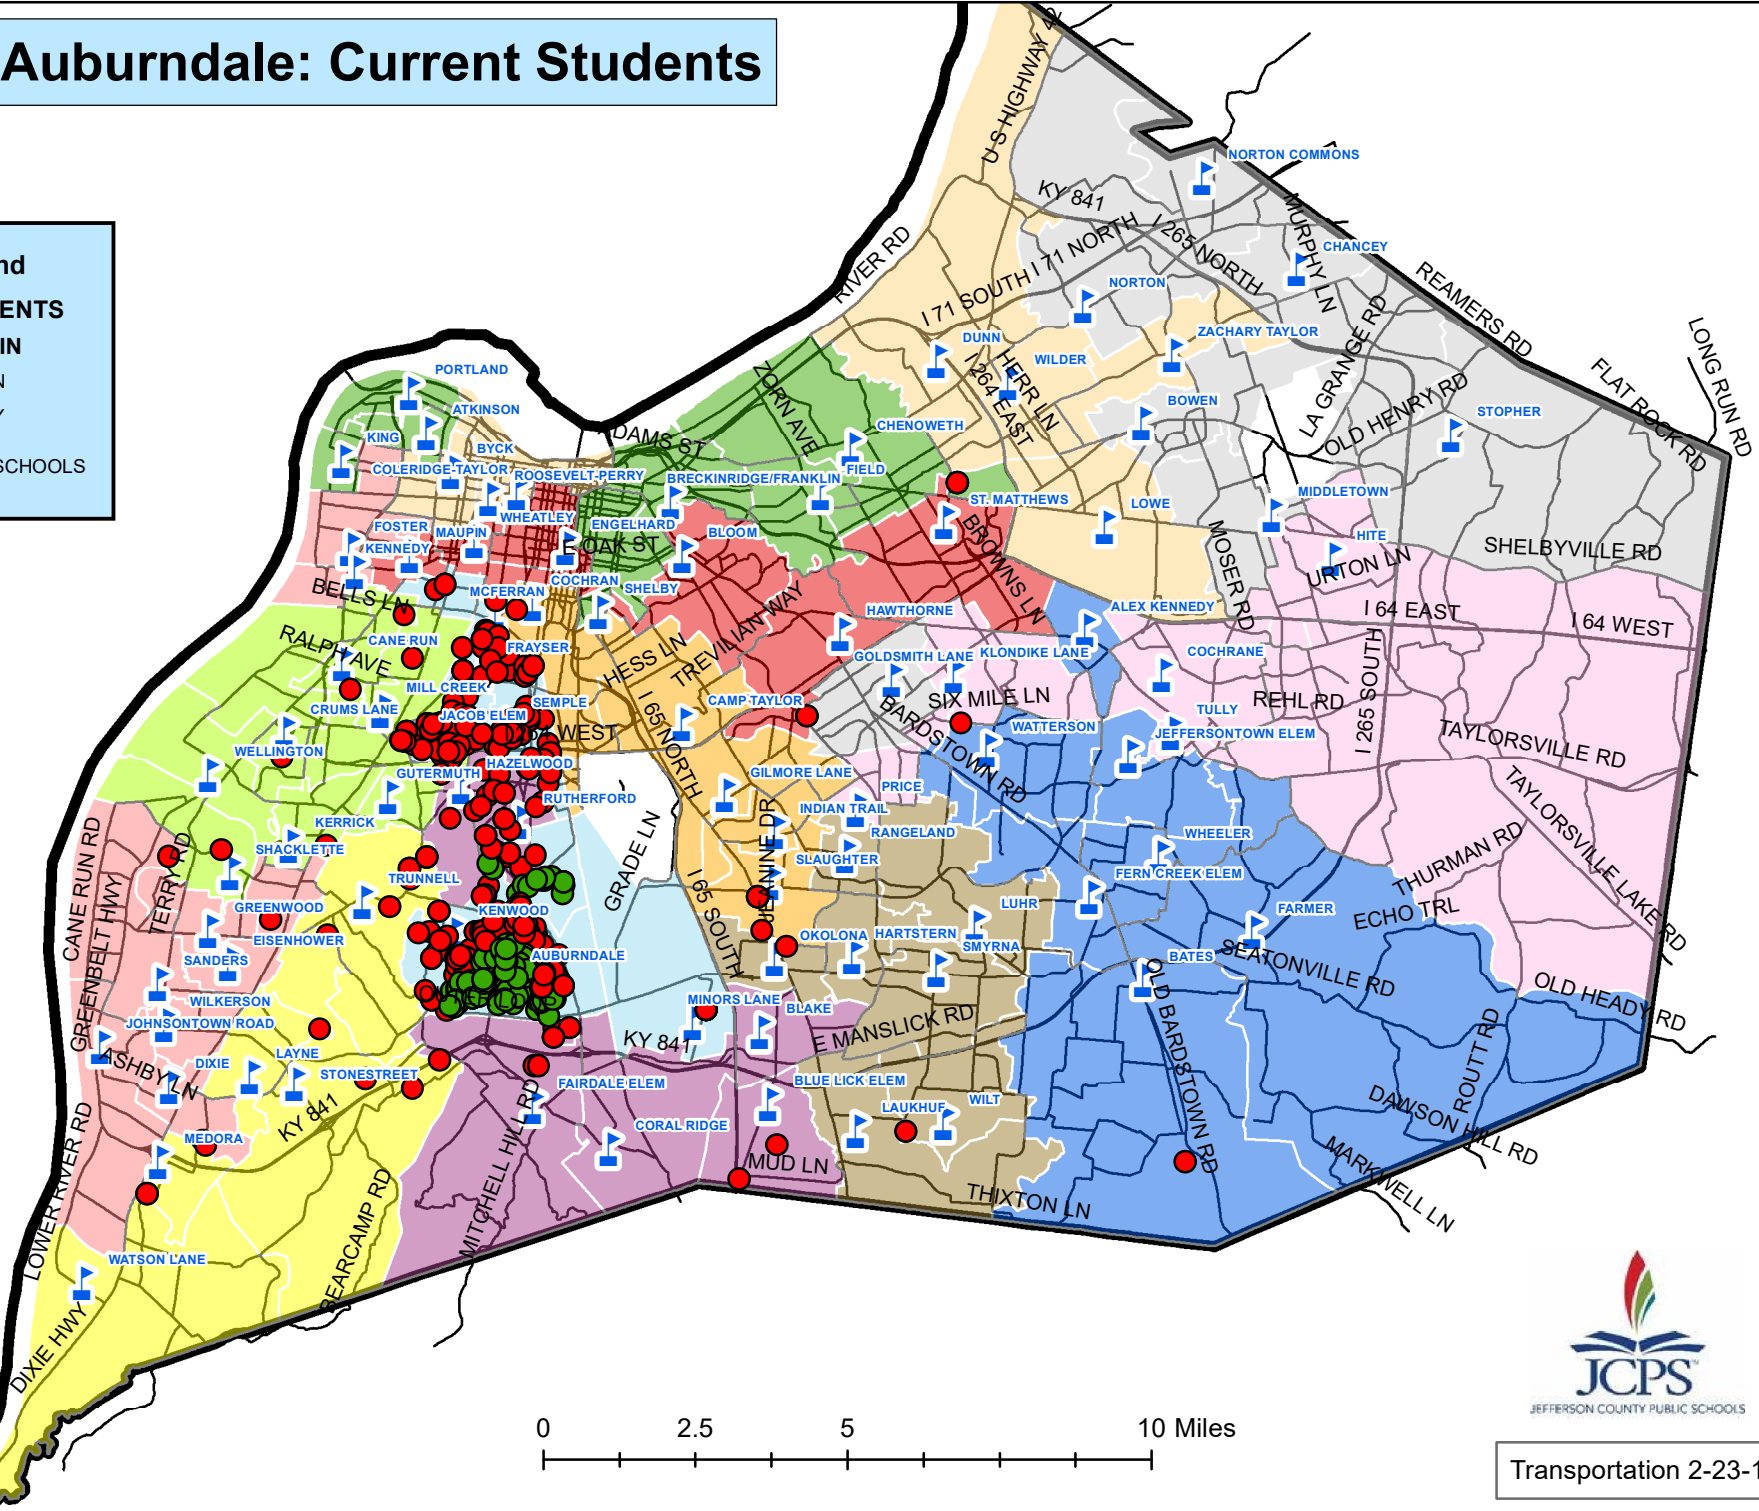 Auburndale: Current Students
nd
ENTS
IN
N
Y
SCHOOLS
U S HIGHWAY 42
NORTON COMMONS
KY 841
MURPHY LN
I 71 NORTH
I 265 NORTH
CHANCEY
RIVER RD
REAMERS RD
I 71 SOUTH
NORTON
LONG RUN RD
ZACHARY TAYLOR
DUNN
HERR LN
WILDER
LA GRANGE RD
I 264 EAST
FLAT ROCK RD
PORTLAND
ZORN AVE
BOWEN
OLD HENRY RD
STOPHER
ATKINSON
KING
BYCK
ADAMS ST
CHENOWETH
COLERIDGE-TAYLOR
ROOSEVELT-PERRY
BRECKINRIDGE/FRANKLIN
FIELD
ST. MATTHEWS
LOWE
MIDDLETOWN
WHEATLEY
FOSTER
MAUPIN
ENGELHARD
BLOOM
BROWNS LN
MOSER RD
HITE
KENNEDY
E OAK ST
URTON LN
SHELBYVILLE RD
BELLS LN
MCFERRAN
COCHRAN
SHELBY
HAWTHORNE
ALEX KENNEDY
I 64 EAST
I 64 WEST
RALPH AVE
CANE RUN
FRAYSER
HESS LN
TREVILIAN WAY
GOLDSMITH LANE
KLONDIKE LANE
COCHRANE
MILL CREEK
I 65 NORTH
SIX MILE LN
REHL RD
I 265 SOUTH
CRUMS LANE
JACOB ELEM
SEMPLE
CAMP TAYLOR
BARDSTOWN RD
WATTERSON
TULLY
JEFFERSONTOWN ELEM
TAYLORSVILLE RD
WELLINGTON
264 WEST
GUTERMUTH
HAZELWOOD
GILMORE LANE
PRICE
TAYLORSVILLE LAKE RD
RUTHERFORD
INDIAN TRAIL
RANGELAND
WHEELER
THURMAN RD
KERRICK
GRADE LN
JEANINE DR
SHACKLETTE
SLAUGHTER
FERN CREEK ELEM
CANE RUN RD
TERRY RD
TRUNNELL
GREENBELT HWY
GREENWOOD
KENWOOD
I 65 SOUTH
LUHR
FARMER
ECHO TRL
EISENHOWER
OKOLONA
HARTSTERN
SMYRNA
SANDERS
AUBURNDALE
BATES
SEATONVILLE RD
OLD HEADY RD
WILKERSON
MINORS LANE
BLAKE
JOHNSONTOWN ROAD
E MANSLICK RD
OLD BARDSTOWN RD
ROUTT RD
ASHBY LN
DIXIE
LAYNE
KY 841
STONESTREET
FAIRDALE ELEM
BLUE LICK ELEM
LAUKHUF
WILT
DAWSON HILL RD
KY 841
MEDORA
CORAL RIDGE
MUD LN
MARKWELL LN
LOWER RIVER RD
MITCHELL HILL RD
BEARCAMP RD
THIXTON LN
WATSON LANE
DIXIE HWY
JCPS
JEFFERSON COUNTY PUBLIC SCHOOLS
0 2.5 5 10 Miles
Transportation 2-23-1